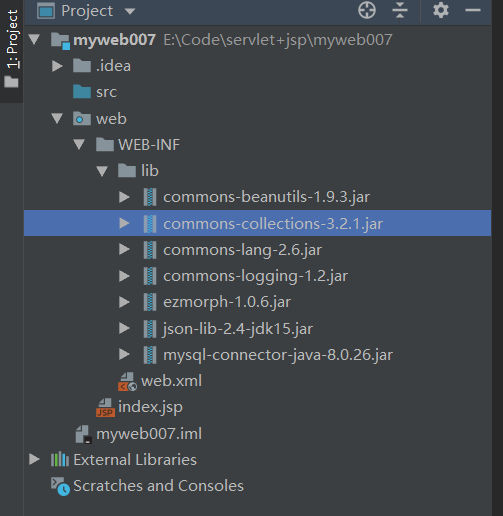 Project
1: Project
myweb007 E:\Code\servlet+jsp\myweb007
.idea
src
web
WEB-INF
lib
commons-beanutils-1.9.3.jar
commons-collections-3.2.1.jar
commons-lang-2.6.jar
commons-logging-1.2.jar
ezmorph-1.0.6.jar
json-lib-2.4-jdk15.jar
mysql-connector-java-8.0.26.jar
web.xml
JSP index.jsp
myweb007.iml
External Libraries
Scratches and Consoles